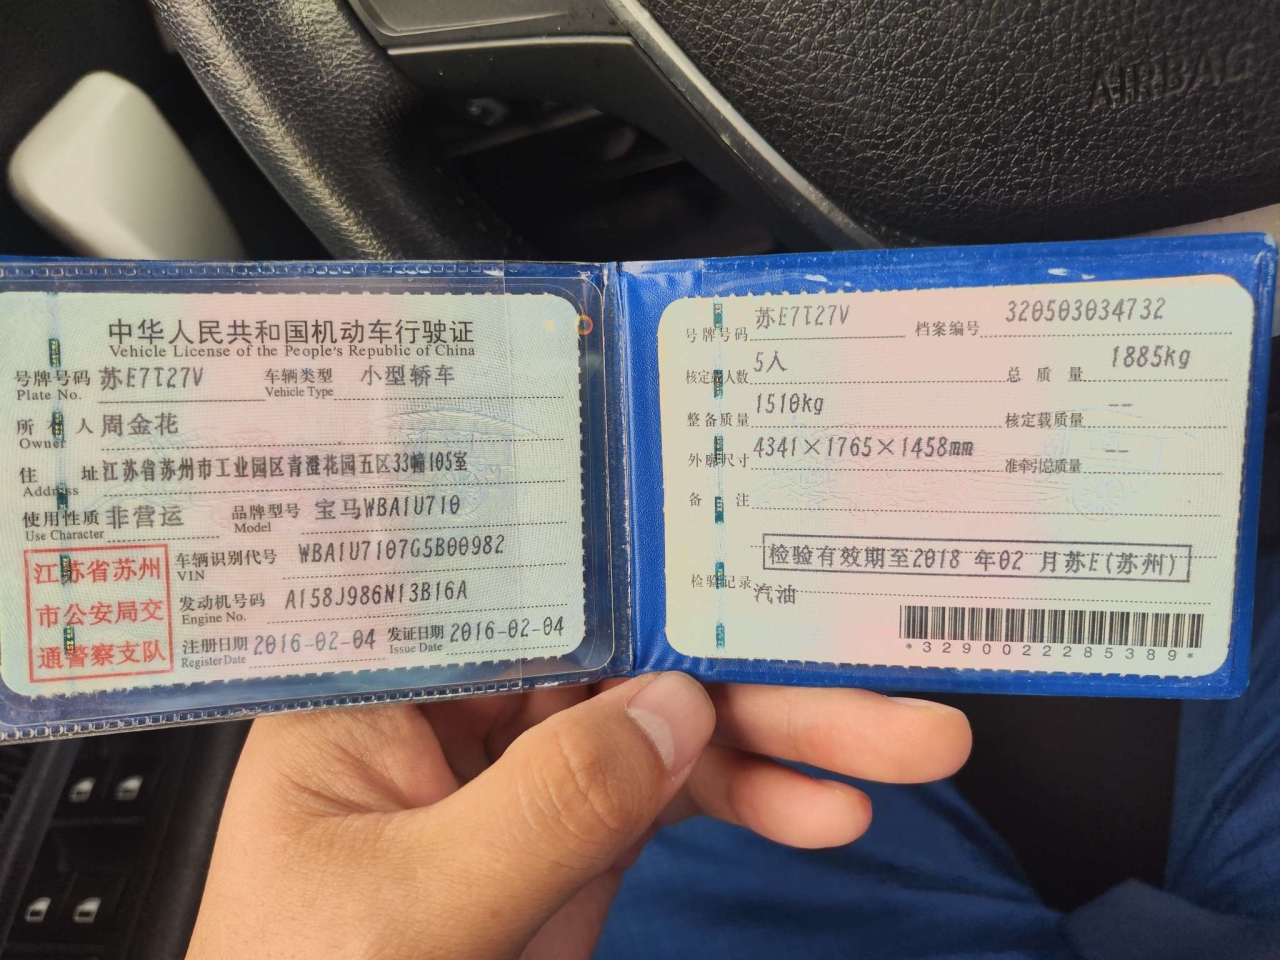 AIRBAG
中华人民共和国机动车行驶证
Vehicle License of the People's Republic of China
号牌号码 苏E7T27V 车辆类型 小型轿车
Plate No. Vehicle Type
所有人 周金花
Owner
住址 江苏省苏州市工业园区青澄花园五区33幢105室
Address
使用性质 非营运 品牌型号 宝马WBA1U710
Use Character Model
江苏省苏州
市公安局交
通警察支队
车辆识别代号 WBA1U7107G5B00982
VIN
发动机号码 A158J986N13B16A
Engine No.
注册日期 2016-02-04 发证日期 2016-02-04
Register Date Issue Date
号牌号码 苏E7T27V 档案编号 320503034732
核定载人数 5人 总质量 1885kg
整备质量 1510kg 核定载质量 --
外廓尺寸 4341×1765×1458mm 准牵引总质量 --
备注
检验有效期至2018 年02 月苏E(苏州)
检验记录
汽油
*3290022285389*